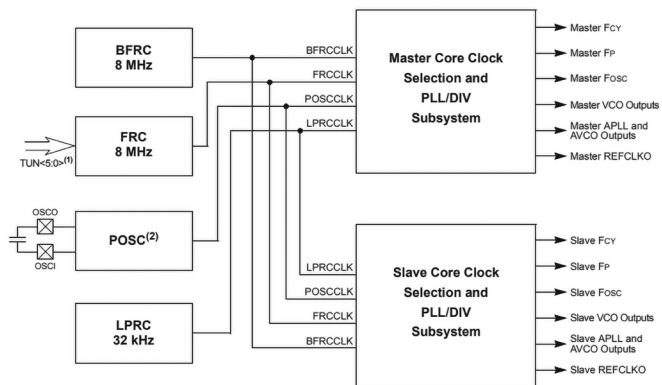 BFRC
8 MHz
TUN<5:0>(1)
FRC
8 MHz
OSCO
OSCI
POSC(2)
LPRC
32 kHz
BFRCCLK
FRCCLK
POSCCLK
LPRCCLK
Master Core Clock
Selection and
PLL/DIV
Subsystem
Master FCY
Master FP
Master FOSC
Master VCO Outputs
Master APLL and
AVCO Outputs
Master REFCLKO
LPRCCLK
POSCCLK
FRCCLK
BFRCCLK
Slave Core Clock
Selection and
PLL/DIV
Subsystem
Slave FCY
Slave FP
Slave FOSC
Slave VCO Outputs
Slave APLL and
AVCO Outputs
Slave REFCLKO